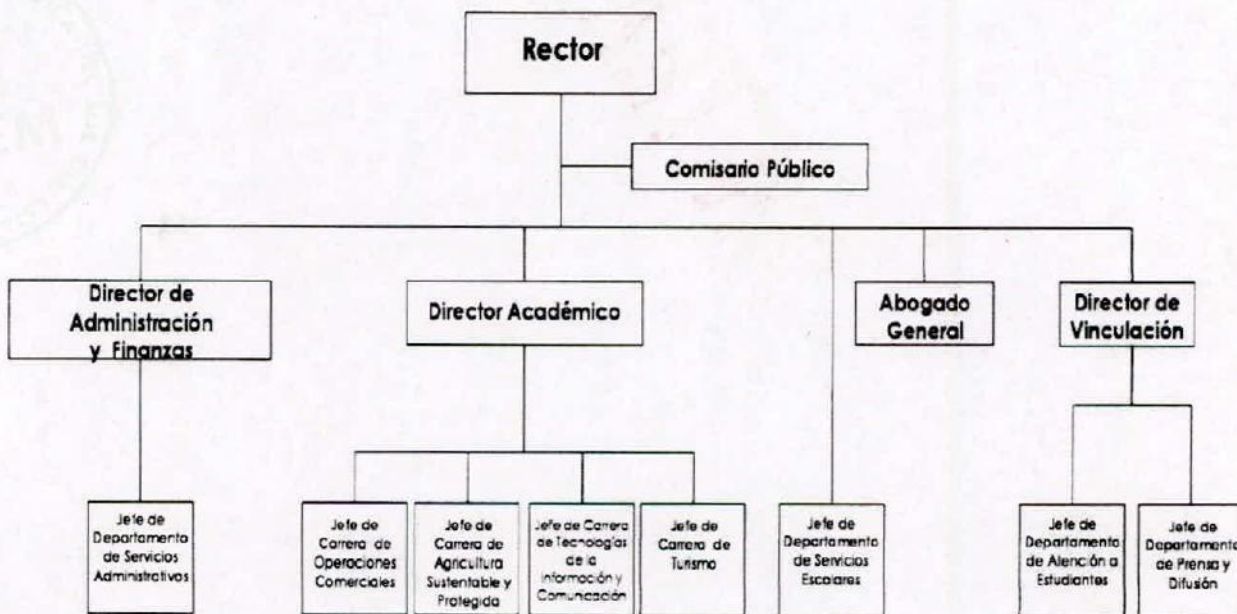 Rector
Comisario Público
Director de
Administración
y Finanzas
Director Académico
Abogado
General
Director de
Vinculación
Jefe de
Departamento
de Servicios
Administrativos
Jefe de
Carrera de
Operaciones
Comerciales
Jefe de
Carrera de
Agricultura
Sustentable y
Protegida
Jefe de Carrera
de Tecnologías
de la
Información y
Comunicación
Jefe de
Carrera de
Turismo
Jefe de
Departamento
de Servicios
Escolares
Jefe de
Departamento
de Atención a
Estudiantes
Jefe de
Departamento
de Prensa y
Difusión